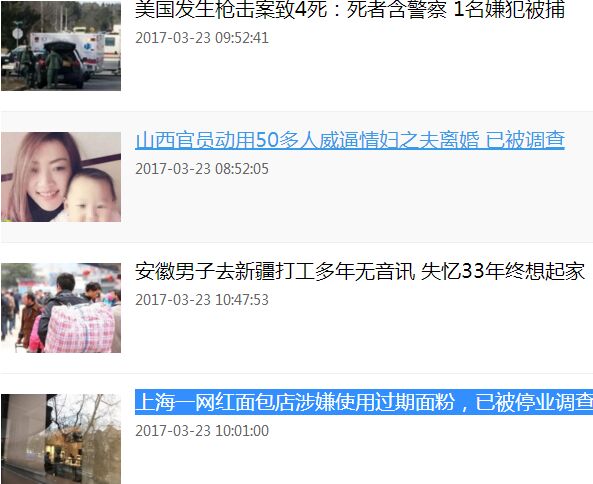 美国发生枪击案致4死：死者含警察 1名嫌犯被捕
2017-03-23 09:52:41
山西官员动用50多人威逼情妇之夫离婚 已被调查
2017-03-23 08:52:05
安徽男子去新疆打工多年无音讯 失忆33年终想起家
2017-03-23 10:47:53
上海一网红面包店涉嫌使用过期面粉，已被停业调查
2017-03-23 10:01:00